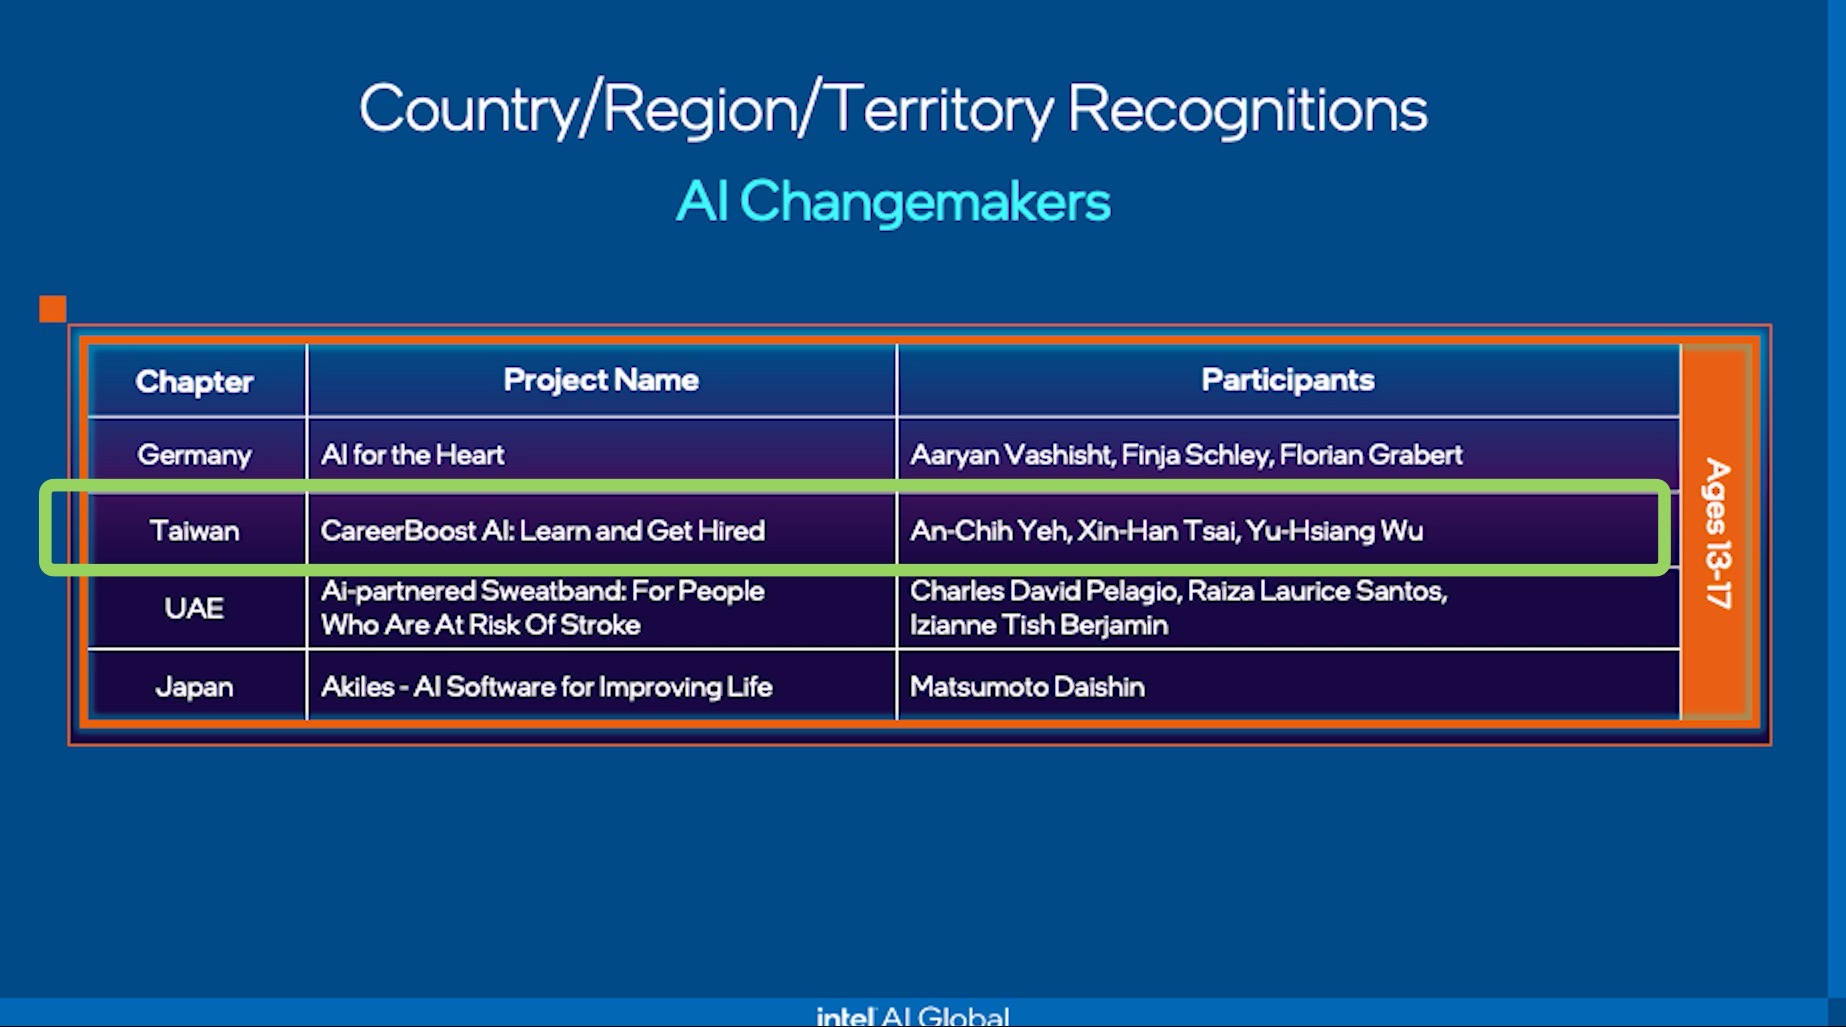 Country/Region/Territory Recognitions
AI Changemakers
Chapter Project Name Participants
Germany AI for the Heart Aaryan Vashisht, Finja Schley, Florian Grabert
Taiwan CareerBoost AI: Learn and Get Hired An-Chih Yeh, Xin-Han Tsai, Yu-Hsiang Wu
UAE Ai-partnered Sweatband: For People
Who Are At Risk Of Stroke
Charles David Pelagio, Raiza Laurice Santos,
Izianne Tish Berjamin
Japan Akiles - AI Software for Improving Life Matsumoto Daishin
Ages 13-17
intel AI Global